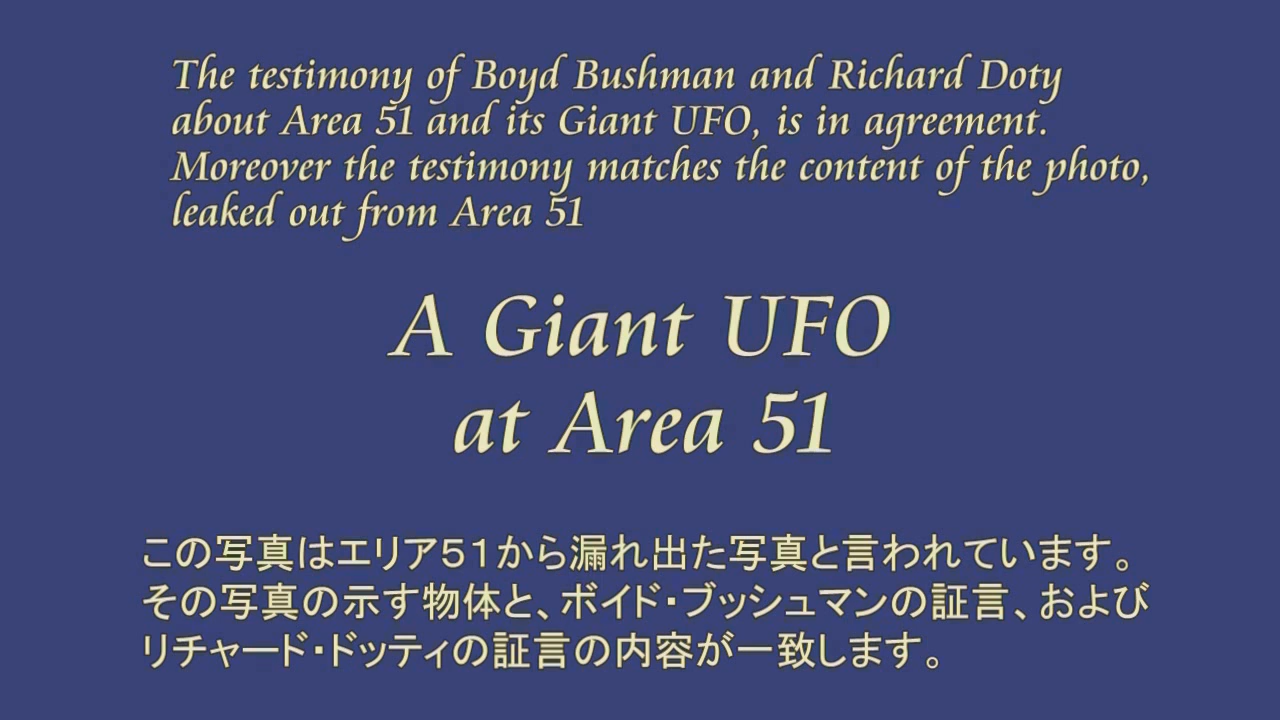 The testimony of Boyd Bushman and Richard Doty
about Area 51 and its Giant UFO, is in agreement.
Moreover the testimony matches the content of the photo,
leaked out from Area 51
A Giant UFO
at Area 51
この写真はエリア５１から漏れ出た写真と言われています。
その写真の示す物体と、ボイド・ブッシュマンの証言、および
リチャード・ドッティの証言の内容が一致します。